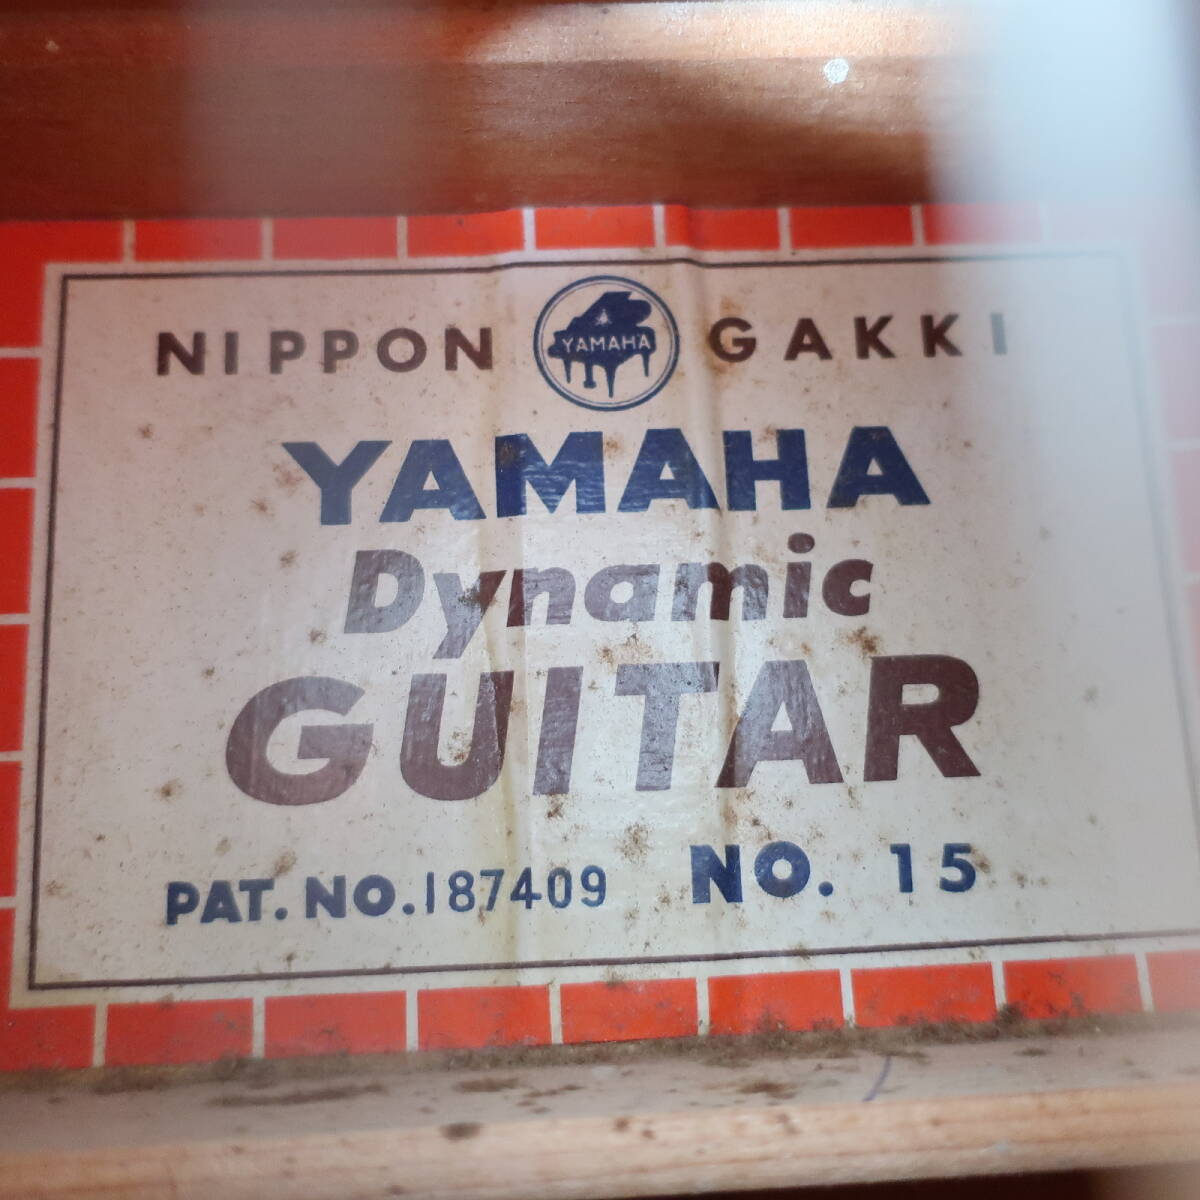 NIPPON YAMAHA GAKKI
YAMAHA
Dynamic
GUITAR
PAT. NO. 187409 NO. 15